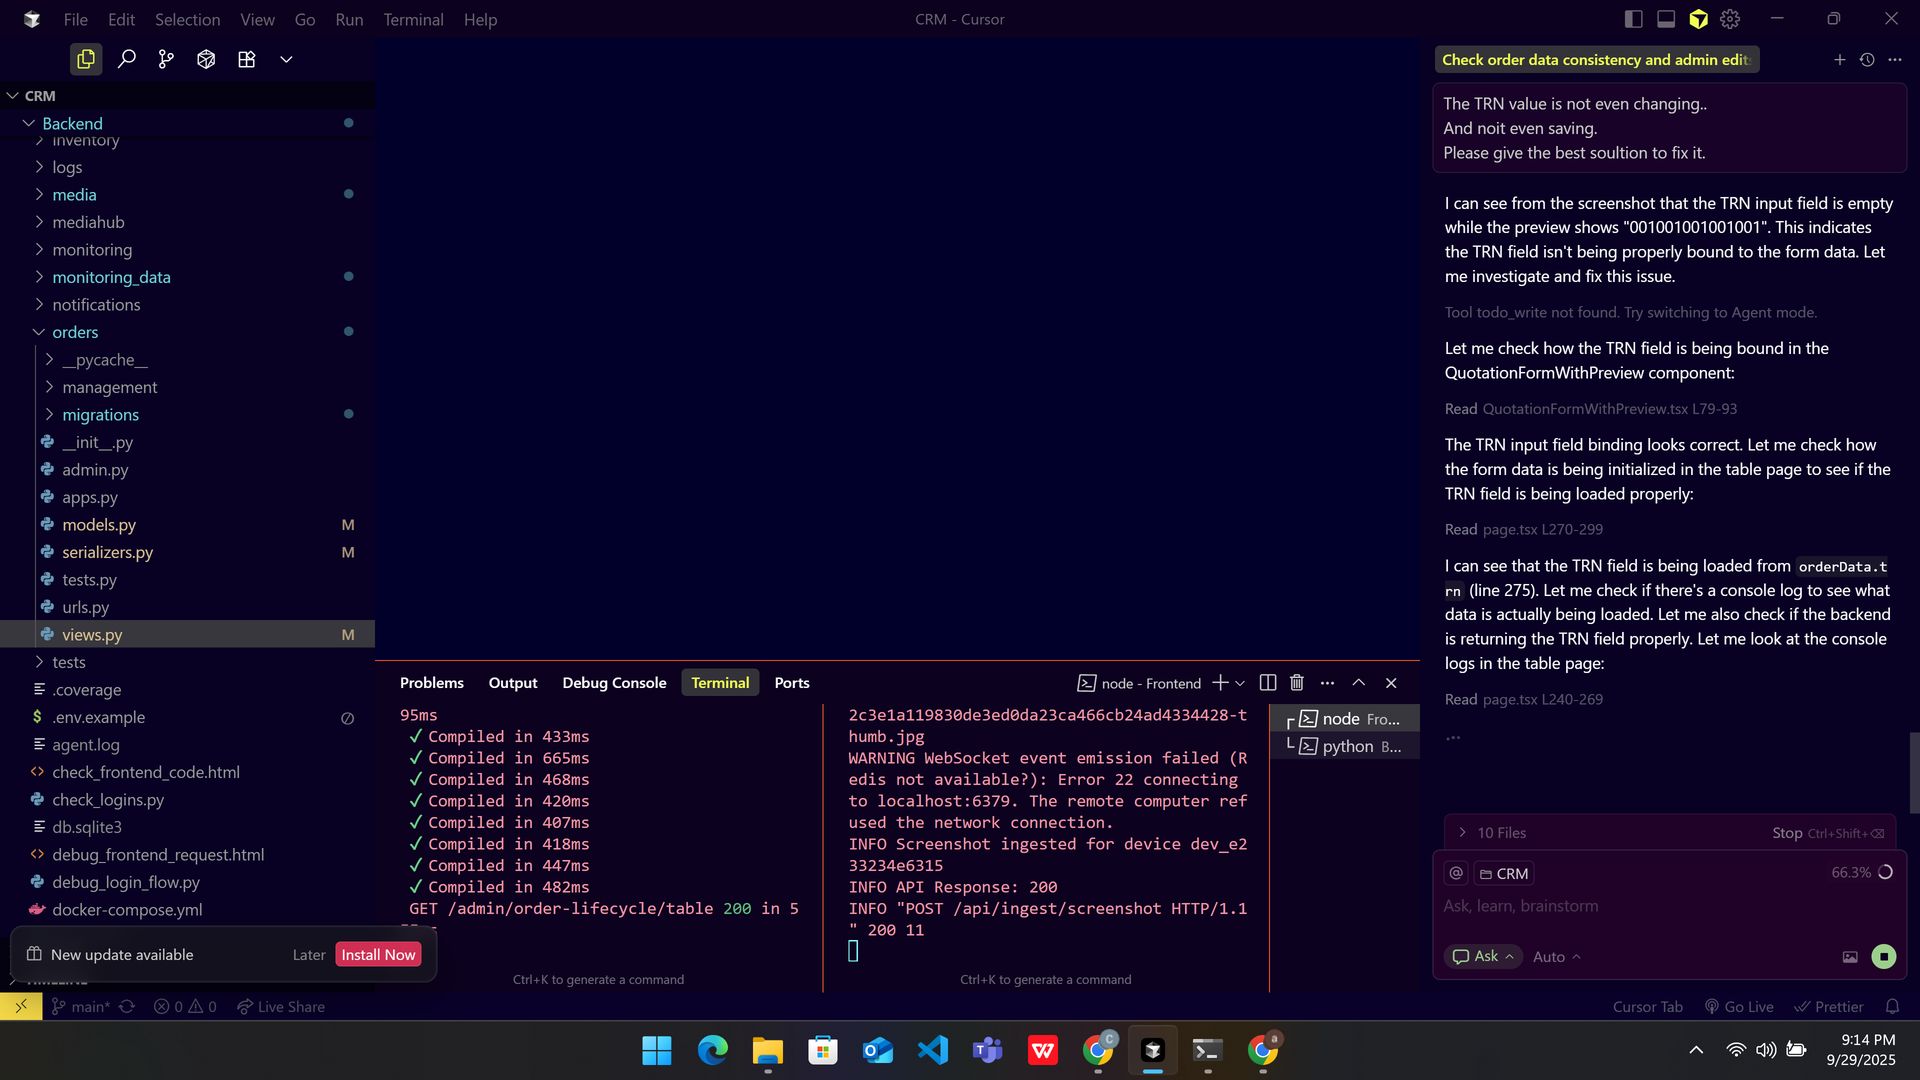 File Edit Selection View Go Run Terminal Help
CRM - Cursor
CRM
Backend
inventory
logs
media
mediahub
monitoring
monitoring_data
notifications
orders
__pycache__
management
migrations
__init__.py
admin.py
apps.py
models.py M
serializers.py M
tests.py
urls.py
views.py M
tests
.coverage
.env.example
agent.log
check_frontend_code.html
check_logins.py
db.sqlite3
debug_frontend_request.html
debug_login_flow.py
docker-compose.yml
New update available Later Install Now
TIMELINE
Problems Output Debug Console Terminal Ports
node - Frontend
95ms
✓ Compiled in 433ms
✓ Compiled in 665ms
✓ Compiled in 468ms
✓ Compiled in 420ms
✓ Compiled in 407ms
✓ Compiled in 418ms
✓ Compiled in 447ms
✓ Compiled in 482ms
GET /admin/order-lifecycle/table 200 in 5
Ctrl+K to generate a command
2c3e1a119830de3ed0da23ca466cb24ad4334428-t
humb.jpg
WARNING WebSocket event emission failed (R
edis not available?): Error 22 connecting
to localhost:6379. The remote computer ref
used the network connection.
INFO Screenshot ingested for device dev_e2
33234e6315
INFO API Response: 200
INFO "POST /api/ingest/screenshot HTTP/1.1
" 200 11
Ctrl+K to generate a command
node Fro...
python B...
Check order data consistency and admin edit
The TRN value is not even changing..
And noit even saving.
Please give the best soultion to fix it.
I can see from the screenshot that the TRN input field is empty
while the preview shows "001001001001001". This indicates
the TRN field isn't being properly bound to the form data. Let
me investigate and fix this issue.
Tool todo_write not found. Try switching to Agent mode.
Let me check how the TRN field is being bound in the
QuotationFormWithPreview component:
Read QuotationFormWithPreview.tsx L79-93
The TRN input field binding looks correct. Let me check how
the form data is being initialized in the table page to see if the
TRN field is being loaded properly:
Read page.tsx L270-299
I can see that the TRN field is being loaded from orderData.t
rn (line 275). Let me check if there's a console log to see what
data is actually being loaded. Let me also check if the backend
is returning the TRN field properly. Let me look at the console
logs in the table page:
Read page.tsx L240-269
...
10 Files Stop Ctrl+Shift+⌫
@ CRM 66.3%
Ask, learn, brainstorm
Ask Auto
main* 0 0 Live Share
Cursor Tab Go Live Prettier
9:14 PM
9/29/2025